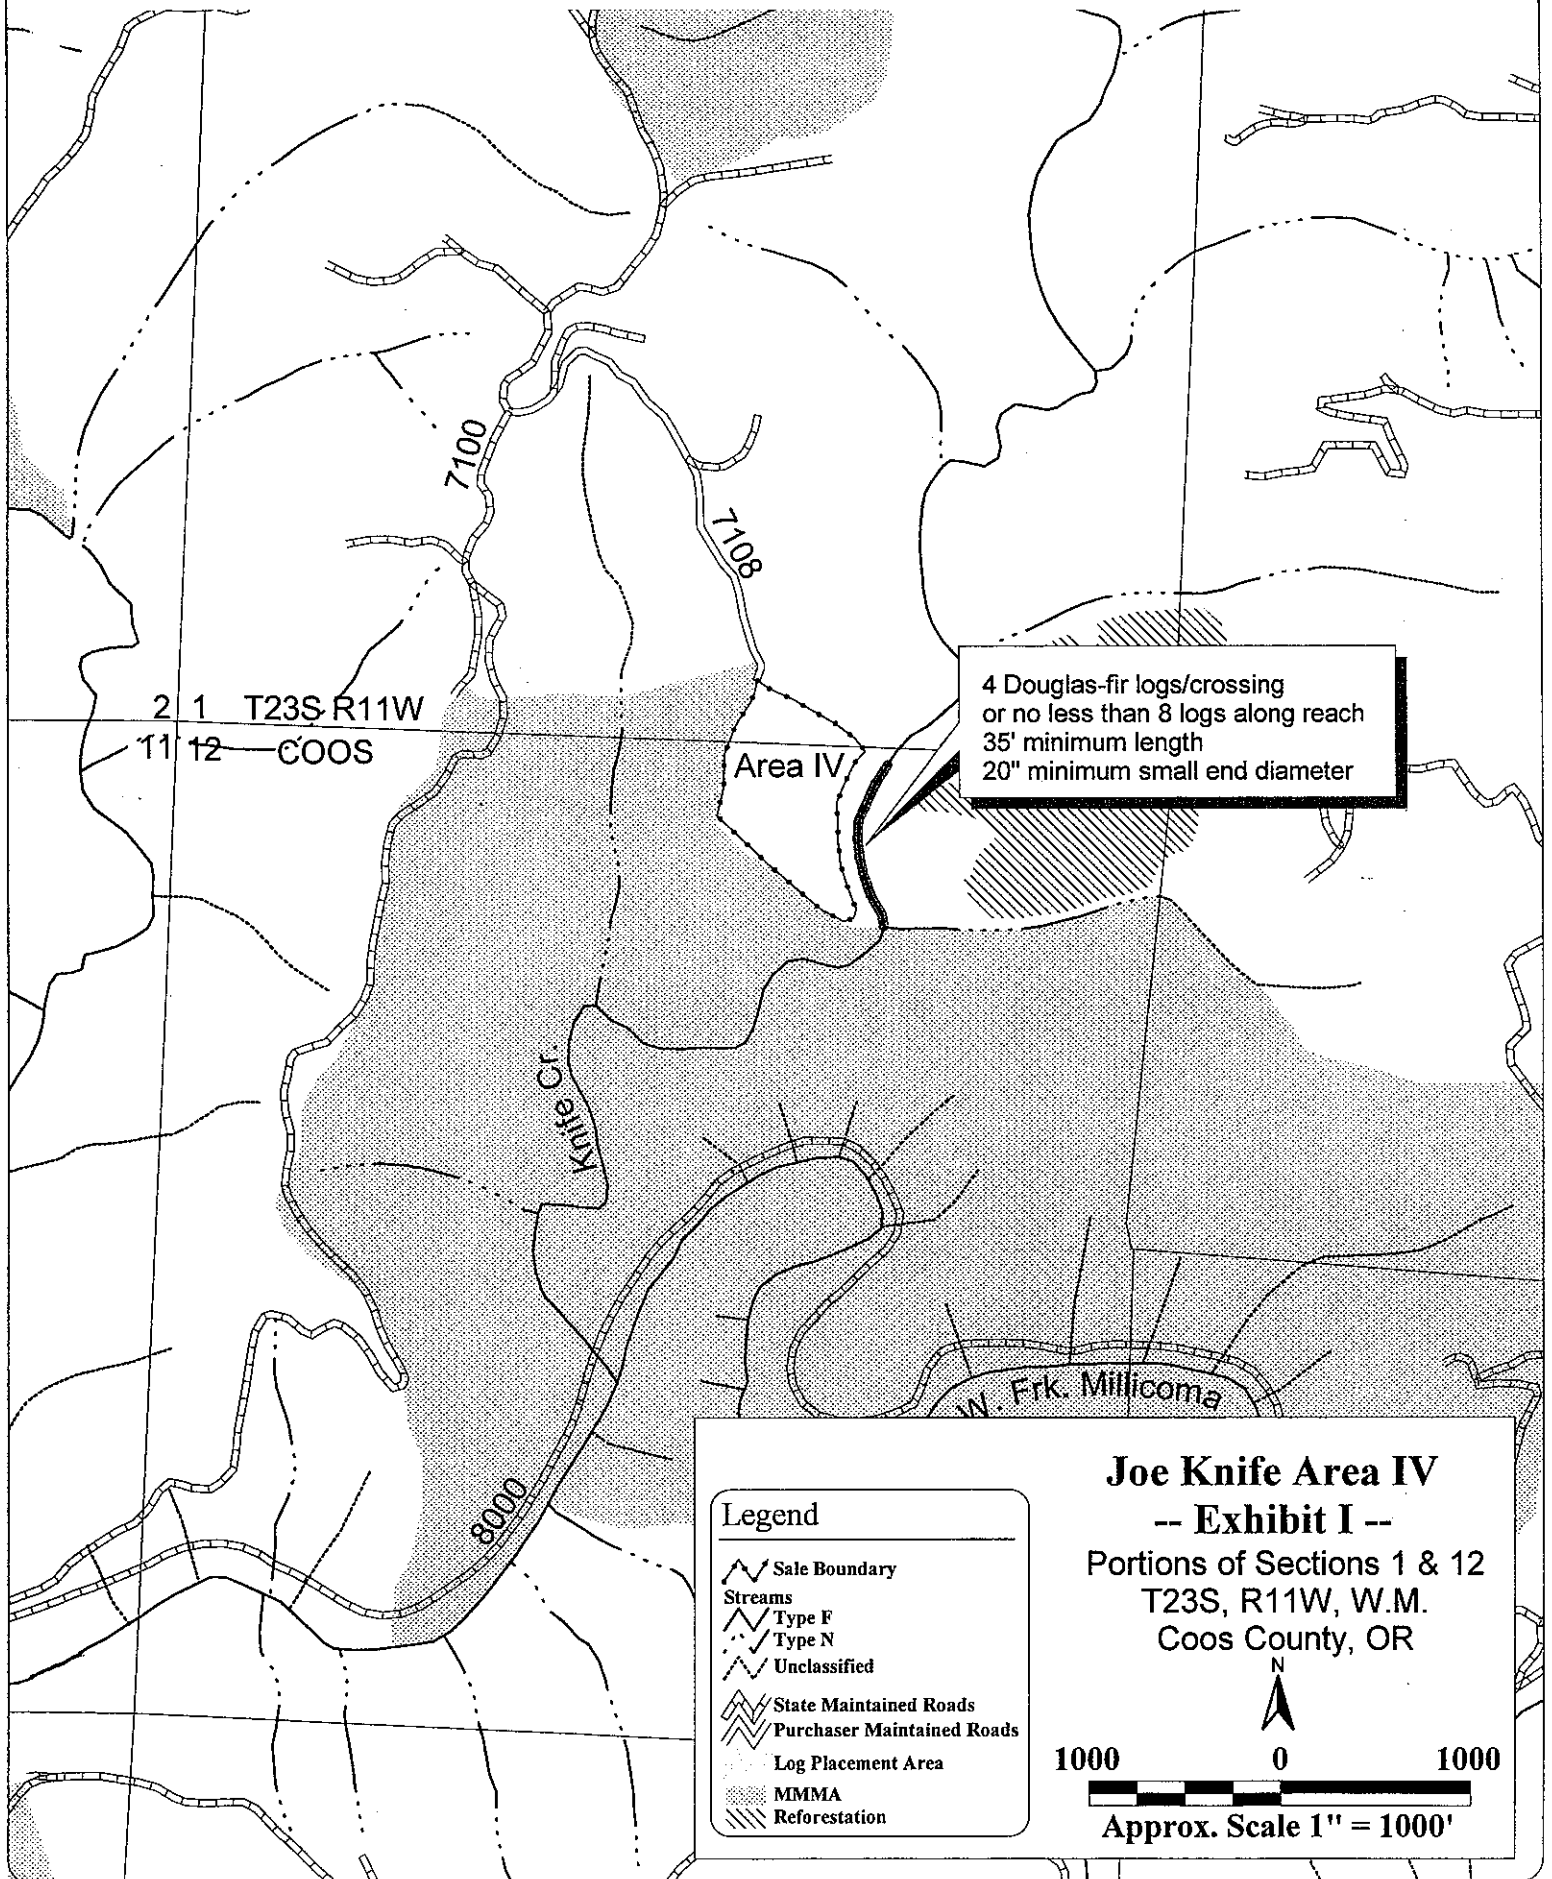 7100
7108
4 Douglas-fir logs/crossing
or no less than 8 logs along reach
35' minimum length
20" minimum small end diameter
2 1 T23S R11W
11 12 COOS
Area IV
Knife Cr.
W. Frk. Millicoma
8000
Joe Knife Area IV
-- Exhibit I --
Portions of Sections 1 & 12
T23S, R11W, W.M.
Coos County, OR
N
1000 0 1000
Approx. Scale 1" = 1000'
Legend
Sale Boundary
Streams
Type F
Type N
Unclassified
State Maintained Roads
Purchaser Maintained Roads
Log Placement Area
MMMA
Reforestation